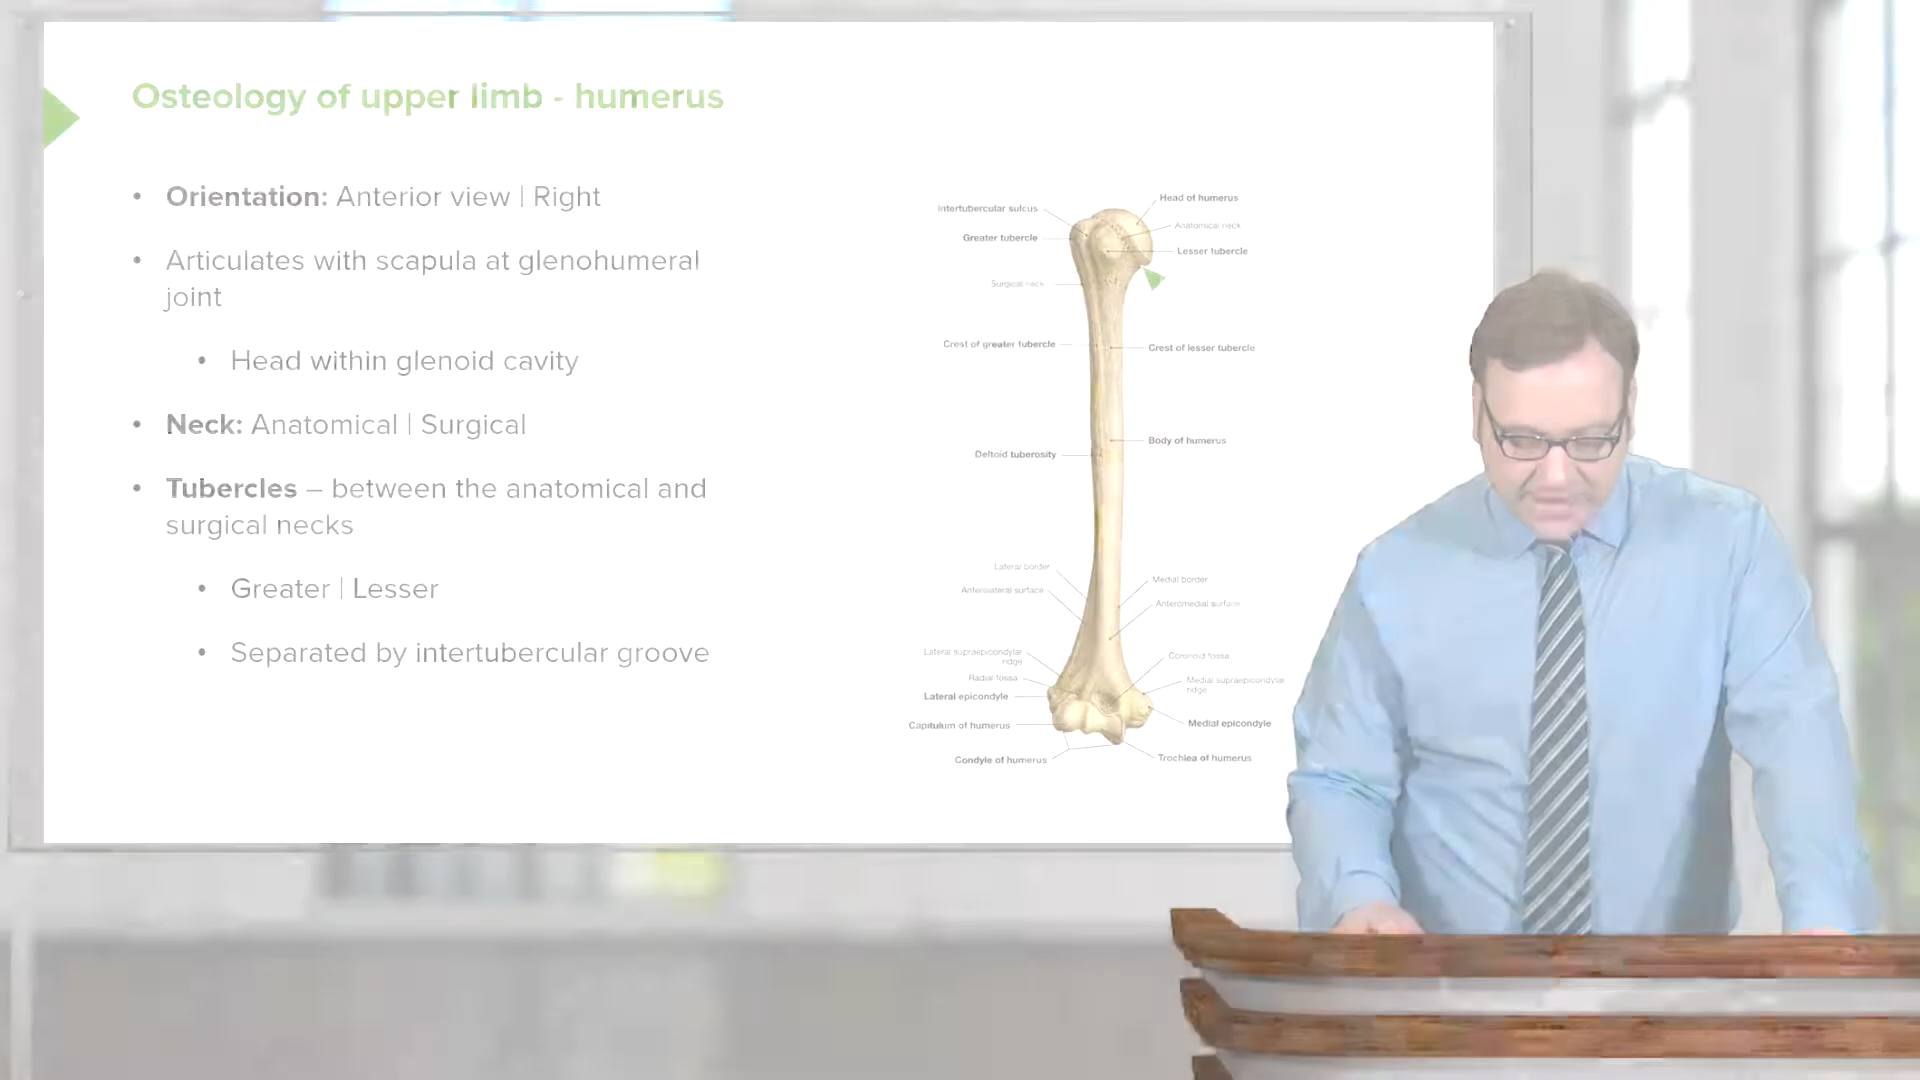 Osteology of upper limb - humerus
• Orientation: Anterior view | Right
• Articulates with scapula at glenohumeral
joint
• Head within glenoid cavity
• Neck: Anatomical | Surgical
• Tubercles – between the anatomical and
surgical necks
• Greater | Lesser
• Separated by intertubercular groove
Intertubercular sulcus
Greater tubercle
Surgical neck
Crest of greater tubercle
Deltoid tuberosity
Lateral border
Anterolateral surface
Lateral supraepicondylar
ridge
Radial fossa
Lateral epicondyle
Capitulum of humerus
Condyle of humerus
Head of humerus
Anatomical neck
Lesser tubercle
Crest of lesser tubercle
Body of humerus
Medial border
Anteromedial surface
Coronoid fossa
Medial supraepicondylar
ridge
Medial epicondyle
Trochlea of humerus